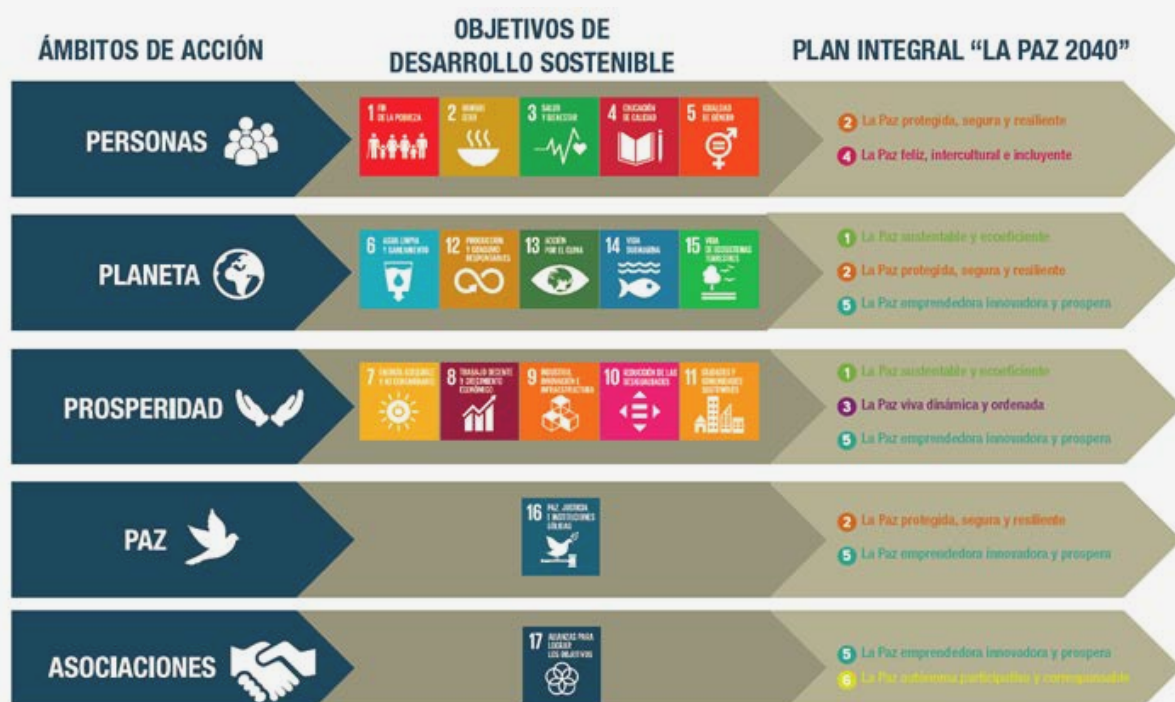 ÁMBITOS DE ACCIÓN
OBJETIVOS DE
DESARROLLO SOSTENIBLE
PLAN INTEGRAL “LA PAZ 2040”
PERSONAS
1 FIN
DE LA POBREZA
2 HAMBRE
CERO
3 SALUD
Y BIENESTAR
4 EDUCACIÓN
DE CALIDAD
5 IGUALDAD
DE GÉNERO
2 La Paz protegida, segura y resiliente
4 La Paz feliz, intercultural e incluyente
PLANETA
6 AGUA LIMPIA
Y SANEAMIENTO
12 PRODUCCIÓN
Y CONSUMO
RESPONSABLES
13 ACCIÓN
POR EL CLIMA
14 VIDA
SUBMARINA
15 VIDA
DE ECOSISTEMAS
TERRESTRES
1 La Paz sustentable y ecoeficiente
2 La Paz protegida, segura y resiliente
5 La Paz emprendedora innovadora y prospera
PROSPERIDAD
7 ENERGÍA ASEQUIBLE
Y NO CONTAMINANTE
8 TRABAJO DECENTE
Y CRECIMIENTO
ECONÓMICO
9 INDUSTRIA,
INNOVACIÓN E
INFRAESTRUCTURA
10 REDUCCIÓN DE LAS
DESIGUALDADES
11 CIUDADES Y
COMUNIDADES
SOSTENIBLES
1 La Paz sustentable y ecoeficiente
3 La Paz viva dinámica y ordenada
5 La Paz emprendedora innovadora y prospera
PAZ
16 PAZ, JUSTICIA
E INSTITUCIONES
SÓLIDAS
2 La Paz protegida, segura y resiliente
5 La Paz emprendedora innovadora y prospera
ASOCIACIONES
17 ALIANZAS PARA
LOGRAR
LOS OBJETIVOS
5 La Paz emprendedora innovadora y prospera
6 La Paz autónoma participativa y corresponsable